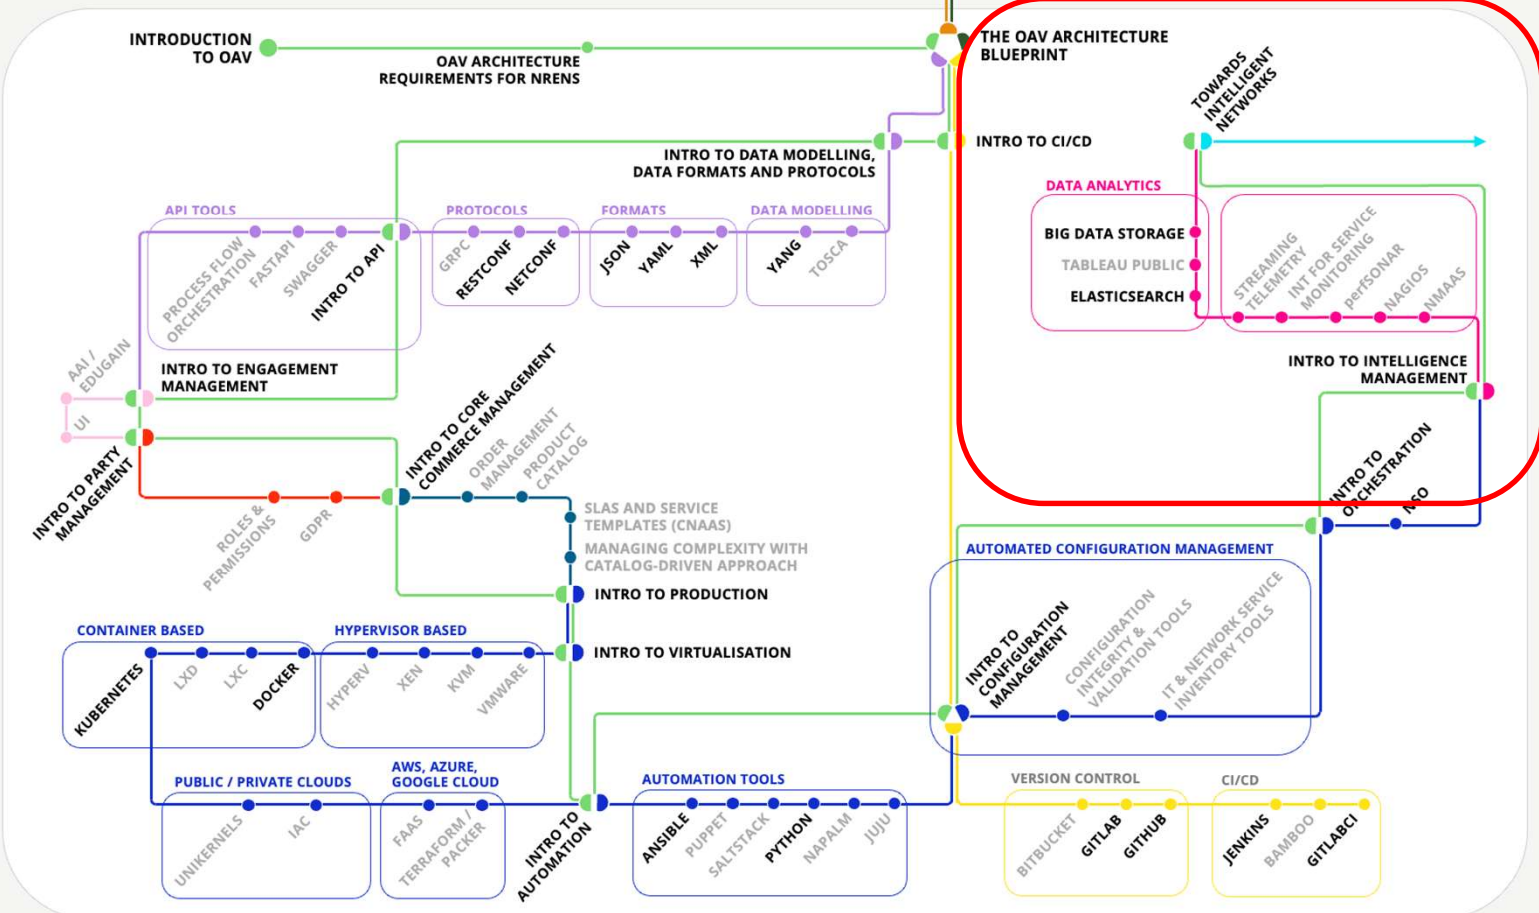 INTRODUCTION
TO OAV
OAV ARCHITECTURE
REQUIREMENTS FOR NRENS
THE OAV ARCHITECTURE
BLUEPRINT
TOWARDS
INTELLIGENT
NETWORKS
INTRO TO DATA MODELLING,
DATA FORMATS AND PROTOCOLS
INTRO TO CI/CD
API TOOLS
PROCESS FLOW
ORCHESTRATION
FASTAPI
SWAGGER
INTRO TO API
PROTOCOLS
GRPC
RESTCONF
NETCONF
FORMATS
JSON
YAML
XML
DATA MODELLING
YANG
TOSCA
DATA ANALYTICS
BIG DATA STORAGE
TABLEAU PUBLIC
ELASTICSEARCH
STREAMING
TELEMETRY
INT FOR SERVICE
MONITORING
perfSONAR
NAGIOS
NMAAS
INTRO TO INTELLIGENCE
MANAGEMENT
AAI /
EDUGAIN
UI
INTRO TO ENGAGEMENT
MANAGEMENT
INTRO TO PARTY
MANAGEMENT
ROLES &
PERMISSIONS
GDPR
INTRO TO CORE
COMMERCE MANAGEMENT
ORDER
MANAGEMENT
PRODUCT
CATALOG
SLAS AND SERVICE
TEMPLATES (CNAAS)
MANAGING COMPLEXITY WITH
CATALOG-DRIVEN APPROACH
INTRO TO PRODUCTION
INTRO TO VIRTUALISATION
INTRO TO
ORCHESTRATION
NSO
CONTAINER BASED
KUBERNETES
LXD
LXC
DOCKER
HYPERVISOR BASED
HYPERV
XEN
KVM
VMWARE
AUTOMATED CONFIGURATION MANAGEMENT
INTRO TO
CONFIGURATION
MANAGEMENT
CONFIGURATION
INTEGRITY &
VALIDATION TOOLS
IT & NETWORK SERVICE
INVENTORY TOOLS
PUBLIC / PRIVATE CLOUDS
UNIKERNELS
IAC
AWS, AZURE,
GOOGLE CLOUD
FAAS
TERRAFORM /
PACKER
INTRO TO
AUTOMATION
AUTOMATION TOOLS
ANSIBLE
PUPPET
SALTSTACK
PYTHON
NAPALM
JUJU
VERSION CONTROL
BITBUCKET
GITLAB
GITHUB
CI/CD
JENKINS
BAMBOO
GITLABCI